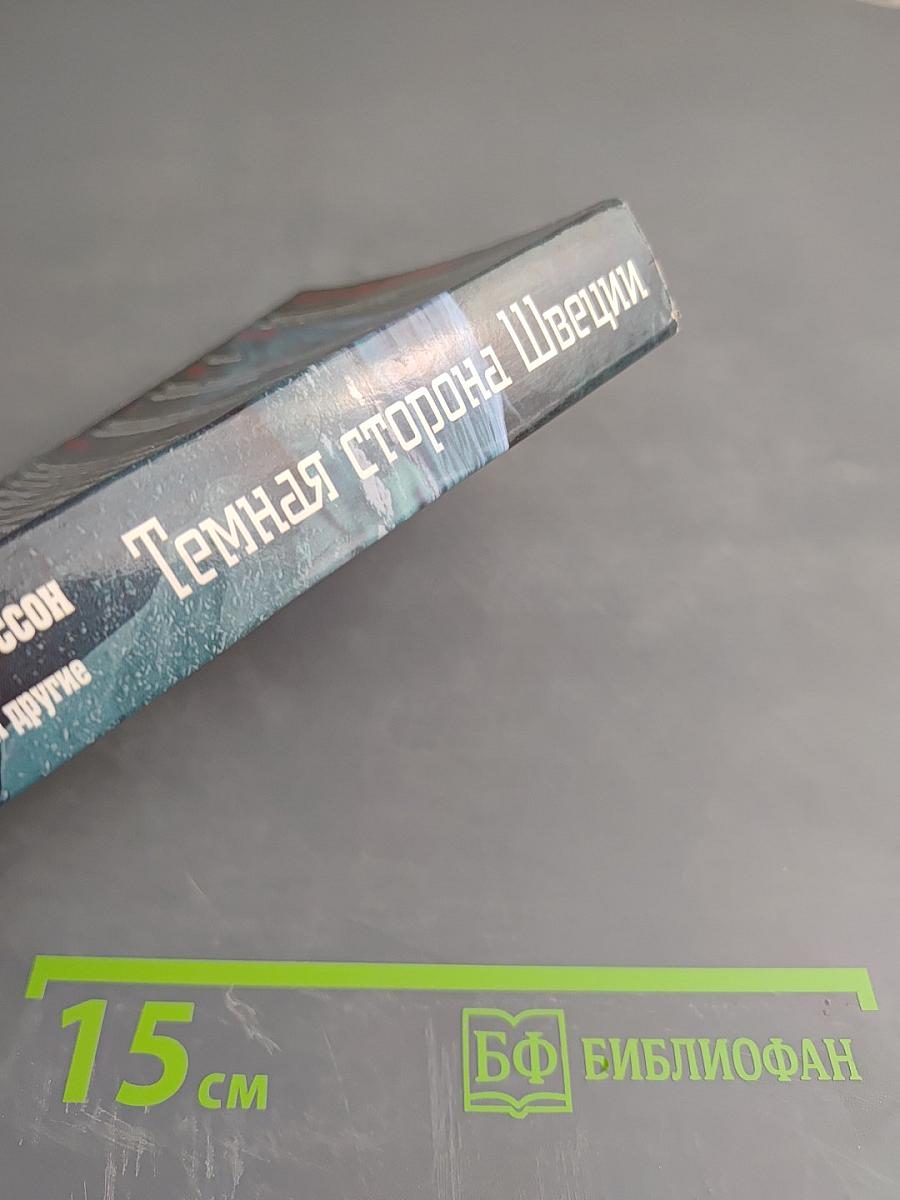 Темная сторона Швеции
ссон
и другие
15 см
БФ БИБЛИОФАН